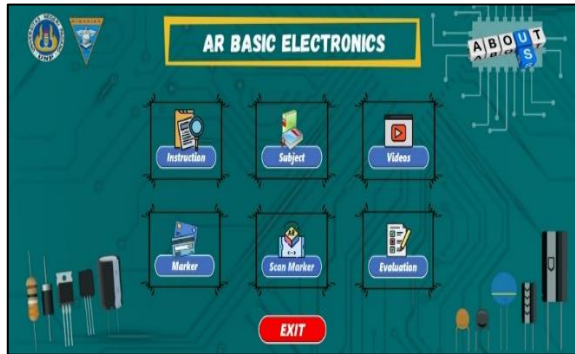 AR BASIC ELECTRONICS
ABOUT
US
Instruction
Subject
Videos
Marker
Scan Marker
Evaluation
EXIT